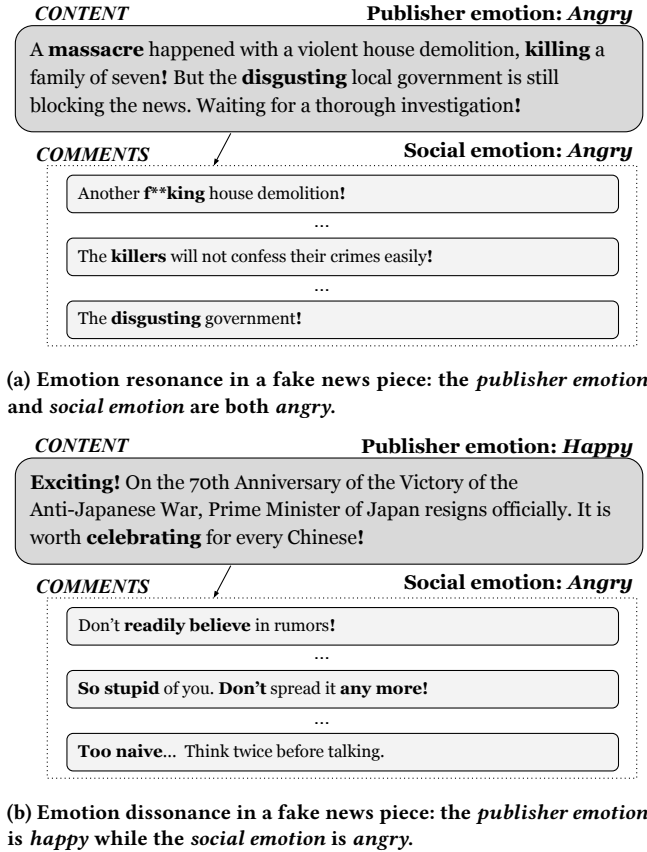 CONTENT Publisher emotion: Angry
A massacre happened with a violent house demolition, killing a
family of seven! But the disgusting local government is still
blocking the news. Waiting for a thorough investigation!
COMMENTS Social emotion: Angry
Another f**king house demolition!
...
The killers will not confess their crimes easily!
...
The disgusting government!
(a) Emotion resonance in a fake news piece: the publisher emotion
and social emotion are both angry.
CONTENT Publisher emotion: Happy
Exciting! On the 70th Anniversary of the Victory of the
Anti-Japanese War, Prime Minister of Japan resigns officially. It is
worth celebrating for every Chinese!
COMMENTS Social emotion: Angry
Don't readily believe in rumors!
...
So stupid of you. Don't spread it any more!
...
Too naive... Think twice before talking.
(b) Emotion dissonance in a fake news piece: the publisher emotion
is happy while the social emotion is angry.